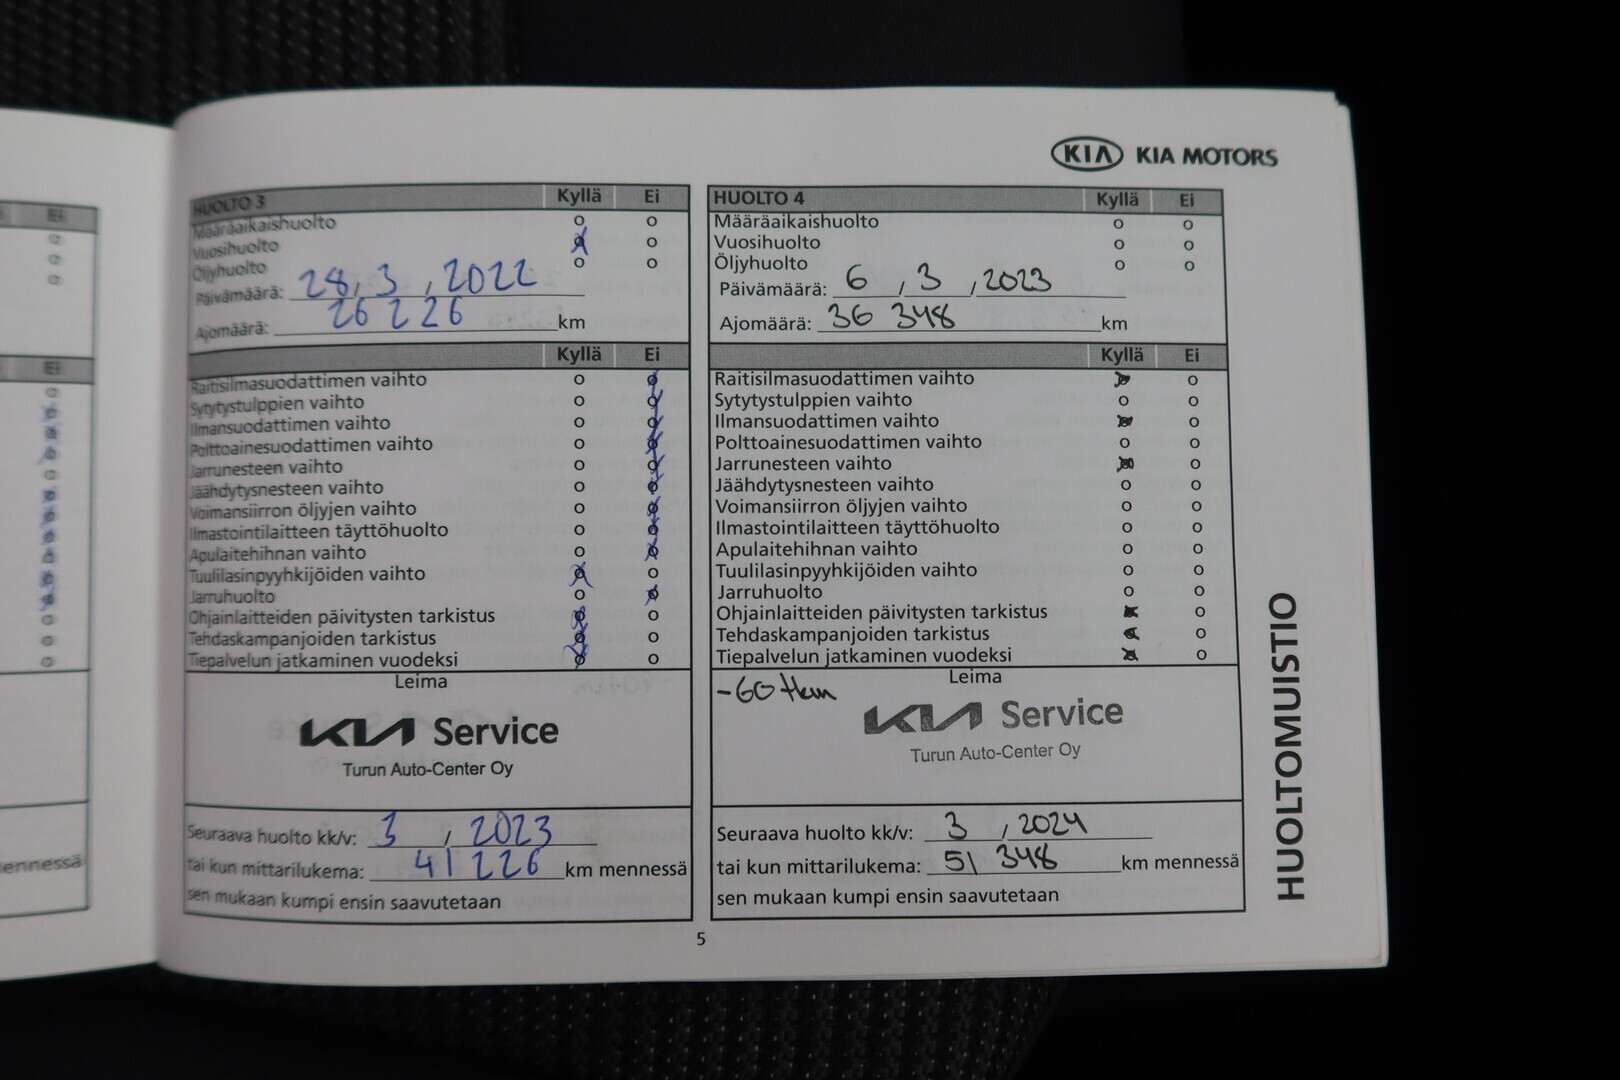 KIA KIA MOTORS
HUOLTO 3 Kyllä Ei
Määräaikaishuolto o o
Vuosihuolto o o
Öljyhuolto o o
Päivämäärä: 28, 3, 2022
Ajomäärä: 26 226 km
Kyllä Ei
Raitisilmasuodattimen vaihto o o
Sytytystulppien vaihto o o
Ilmansuodattimen vaihto o o
Polttoainesuodattimen vaihto o o
Jarrunesteen vaihto o o
Jäähdytysnesteen vaihto o o
Voimansiirron öljyjen vaihto o o
Ilmastointilaitteen täyttöhuolto o o
Apulaitehihnan vaihto o o
Tuulilasinpyyhkijöiden vaihto o o
Jarruhuolto o o
Ohjainlaitteiden päivitysten tarkistus o o
Tehdaskampanjoiden tarkistus o o
Tiepalvelun jatkaminen vuodeksi o o
Leima
KIA Service
Turun Auto-Center Oy
Seuraava huolto kk/v: 3 / 2023
tai kun mittarilukema: 41 226 km mennessä
sen mukaan kumpi ensin saavutetaan
HUOLTO 4 Kyllä Ei
Määräaikaishuolto o o
Vuosihuolto o o
Öljyhuolto o o
Päivämäärä: 6, 3, 2023
Ajomäärä: 36 348 km
Kyllä Ei
Raitisilmasuodattimen vaihto o o
Sytytystulppien vaihto o o
Ilmansuodattimen vaihto o o
Polttoainesuodattimen vaihto o o
Jarrunesteen vaihto o o
Jäähdytysnesteen vaihto o o
Voimansiirron öljyjen vaihto o o
Ilmastointilaitteen täyttöhuolto o o
Apulaitehihnan vaihto o o
Tuulilasinpyyhkijöiden vaihto o o
Jarruhuolto o o
Ohjainlaitteiden päivitysten tarkistus o o
Tehdaskampanjoiden tarkistus o o
Tiepalvelun jatkaminen vuodeksi o o
Leima
-60 tkm
KIA Service
Turun Auto-Center Oy
Seuraava huolto kk/v: 3 / 2024
tai kun mittarilukema: 51 348 km mennessä
sen mukaan kumpi ensin saavutetaan
5
HUOLTOMUISTIO
Ei
Ei
mennessä